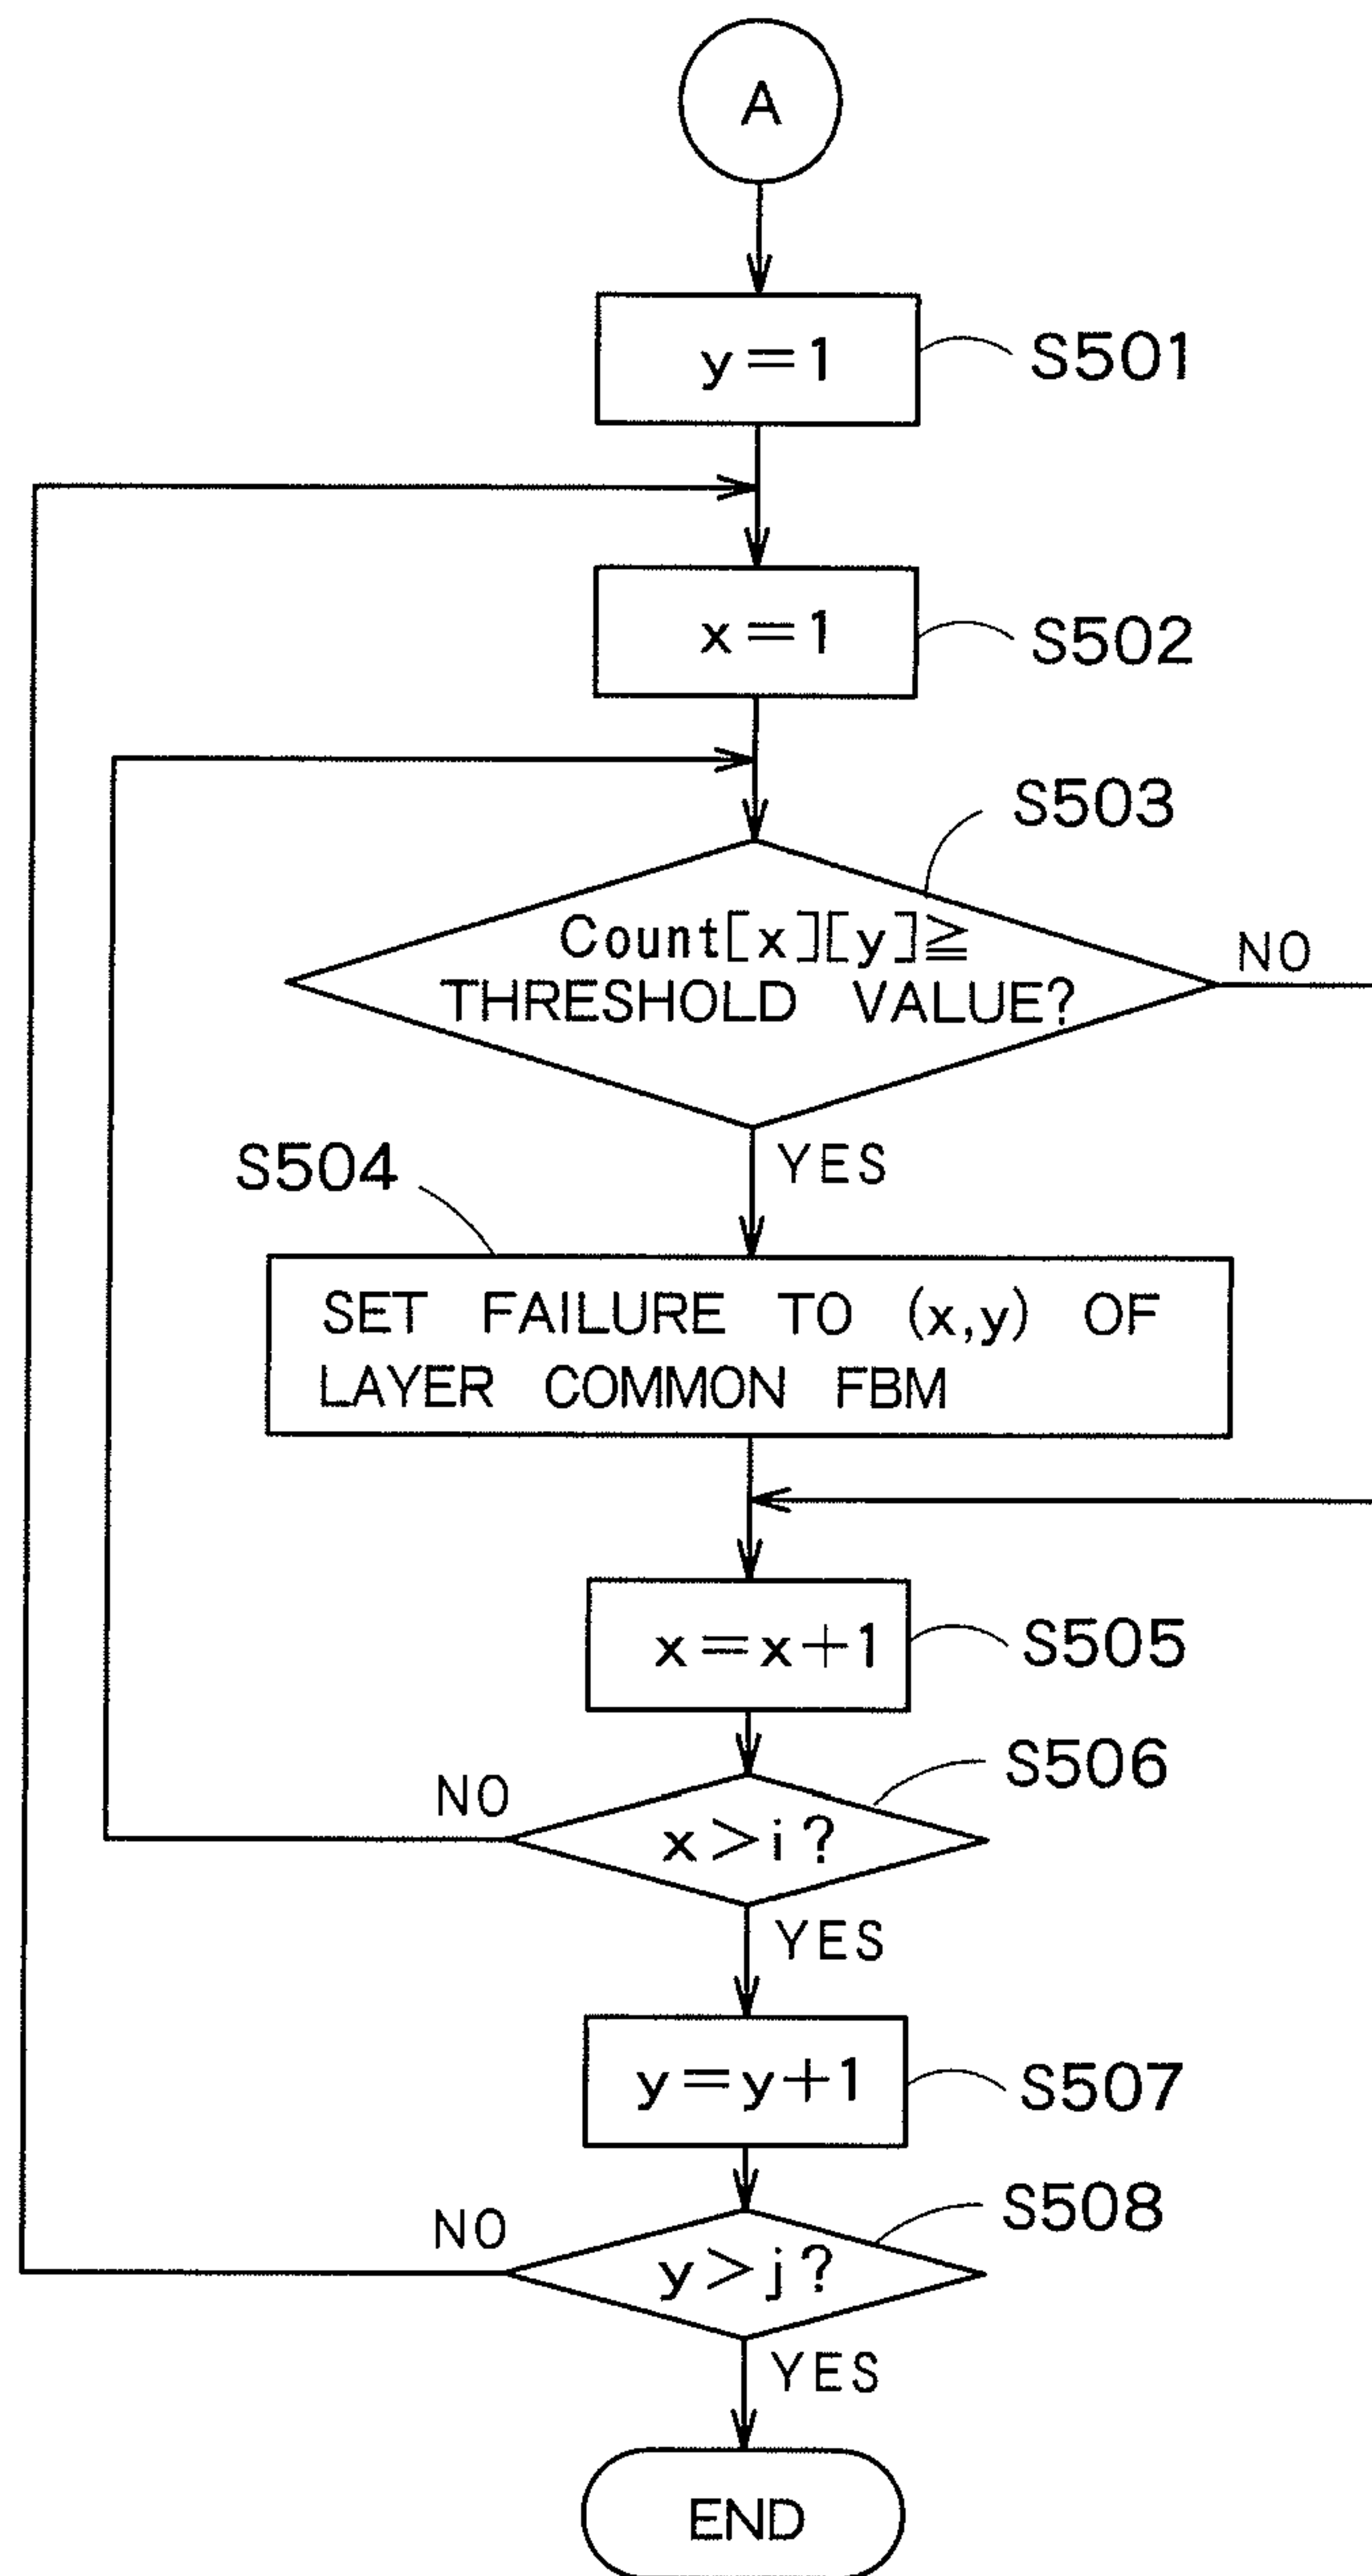 A
y=1
S501
x=1
S502
S503
Count[x][y]≧
THRESHOLD VALUE?
NO
YES
S504
SET FAILURE TO (x,y) OF
LAYER COMMON FBM
x=x+1
S505
S506
NO
x>i?
YES
y=y+1
S507
S508
NO
y>j?
YES
END